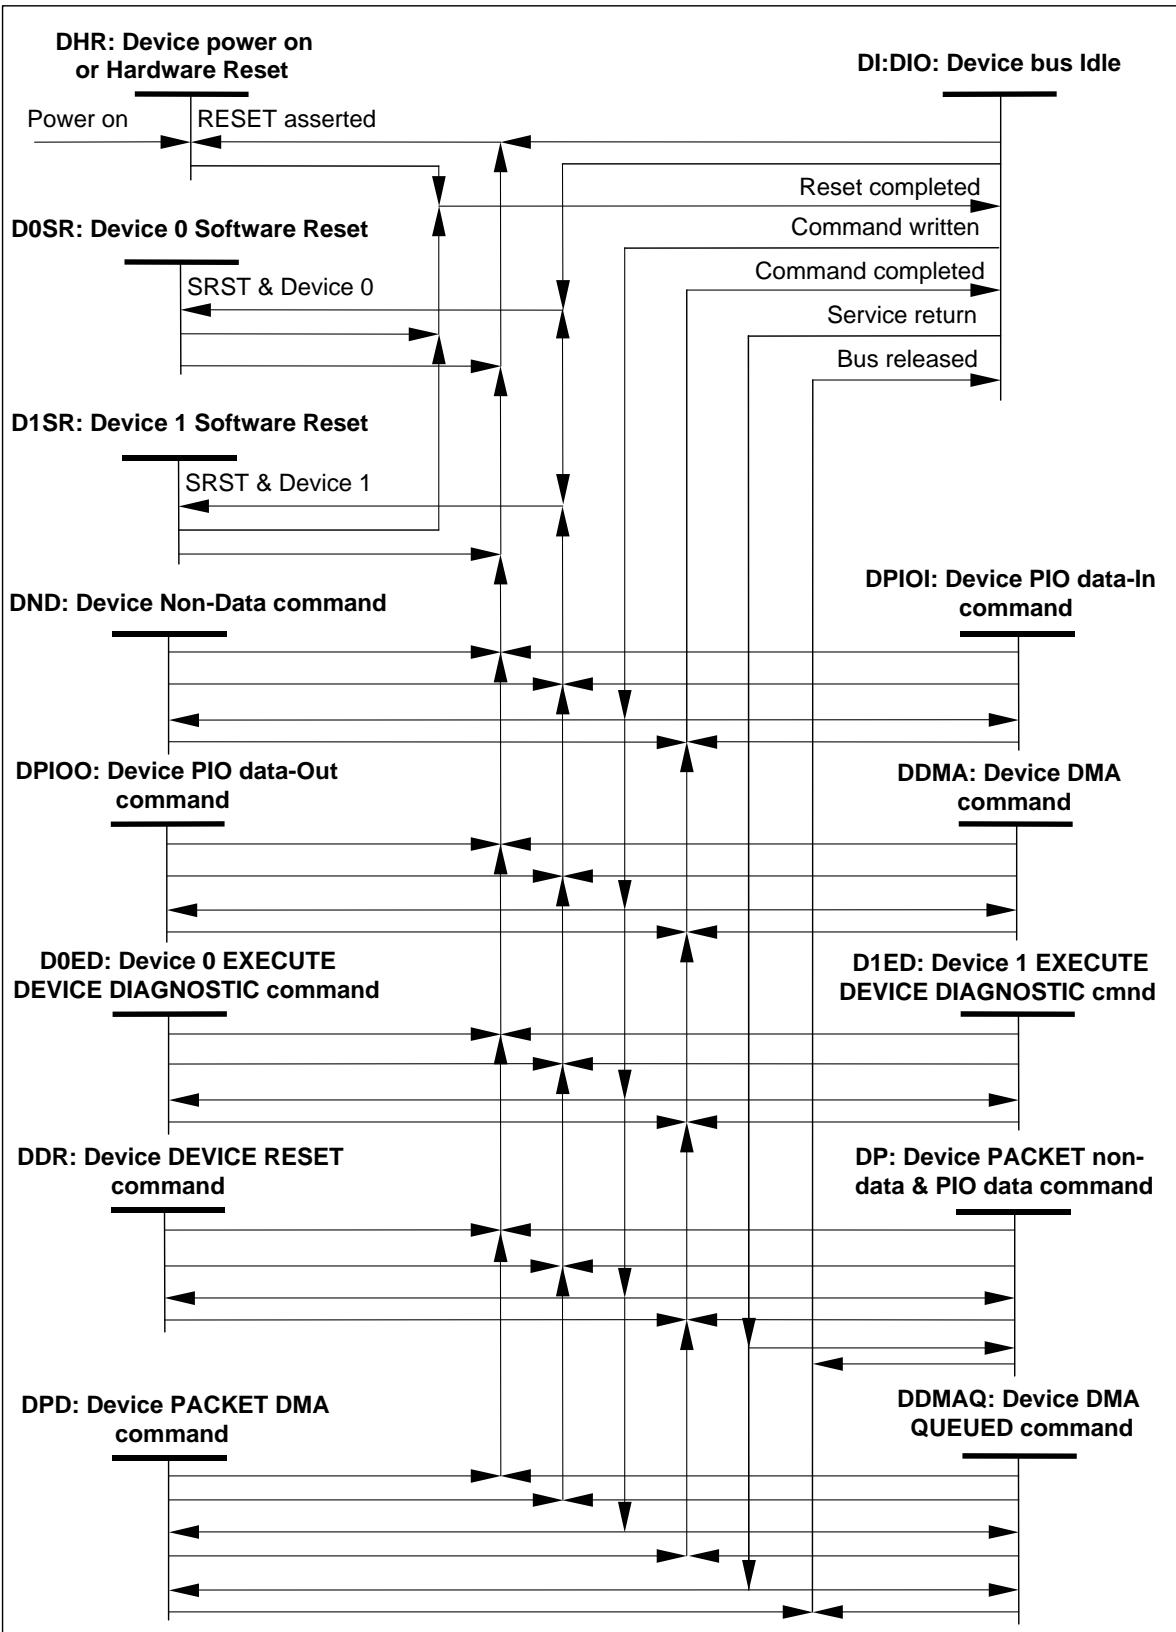 DHR: Device power on
or Hardware Reset
DI:DIO: Device bus Idle
Power on
RESET asserted
Reset completed
D0SR: Device 0 Software Reset
Command written
Command completed
SRST & Device 0
Service return
Bus released
D1SR: Device 1 Software Reset
SRST & Device 1
DPIOI: Device PIO data-In
command
DND: Device Non-Data command
DPIOO: Device PIO data-Out
command
DDMA: Device DMA
command
D0ED: Device 0 EXECUTE
DEVICE DIAGNOSTIC command
D1ED: Device 1 EXECUTE
DEVICE DIAGNOSTIC cmnd
DDR: Device DEVICE RESET
command
DP: Device PACKET non-
data & PIO data command
DPD: Device PACKET DMA
command
DDMAQ: Device DMA
QUEUED command